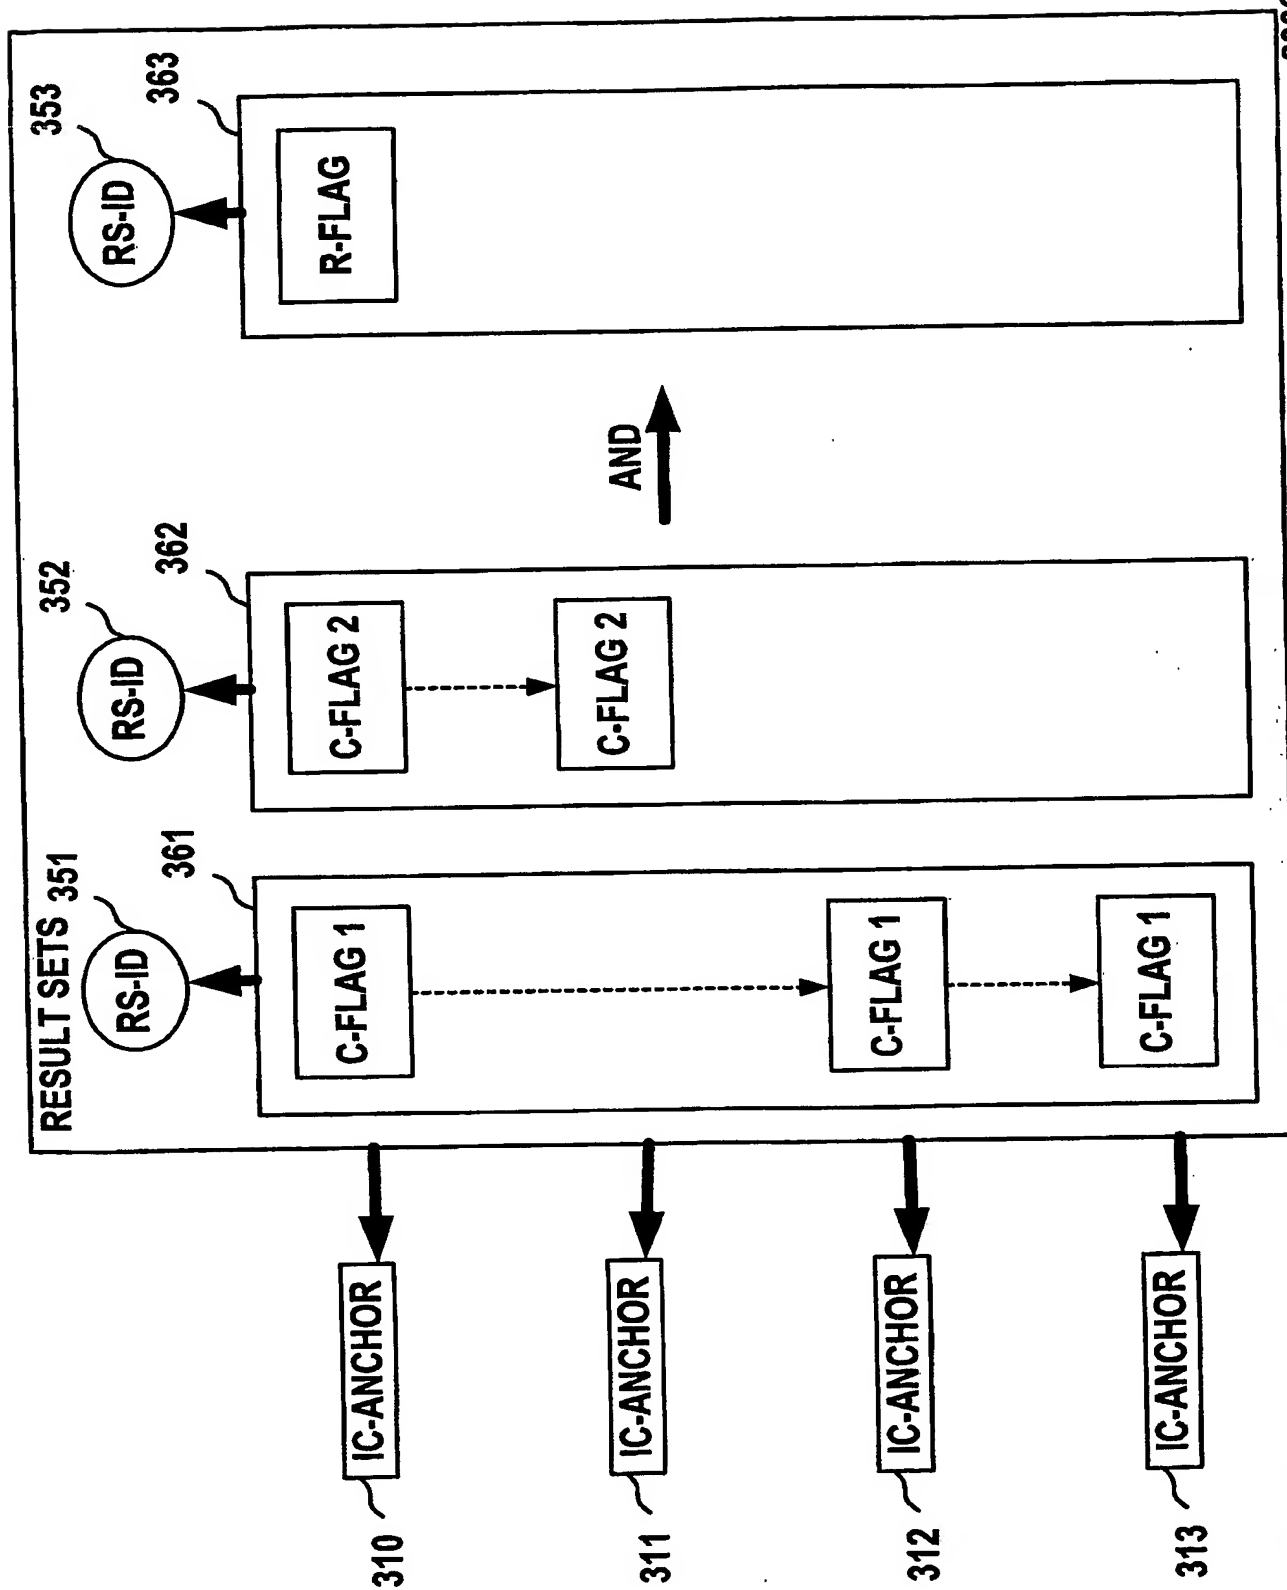 RESULT SETS
351
352
353
RS-ID
RS-ID
RS-ID
361
362
363
310
IC-ANCHOR
C-FLAG 1
C-FLAG 2
R-FLAG
311
IC-ANCHOR
C-FLAG 2
AND
312
IC-ANCHOR
C-FLAG 1
313
IC-ANCHOR
C-FLAG 1